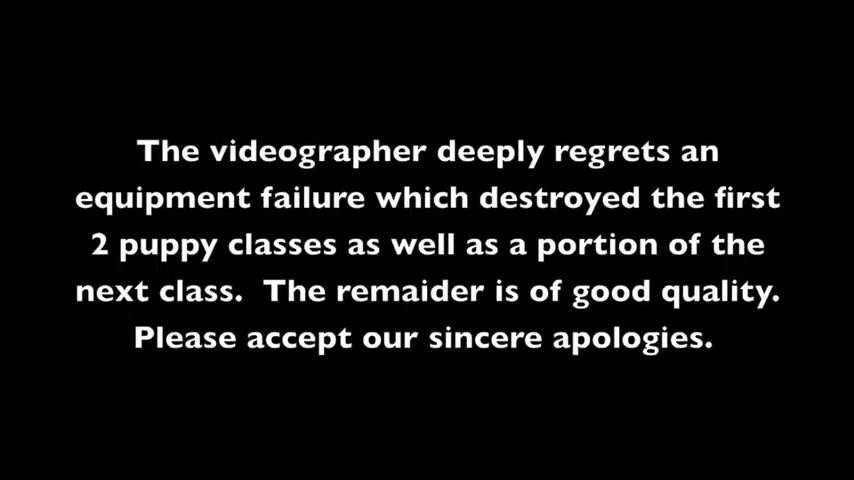 The videographer deeply regrets an
equipment failure which destroyed the first
2 puppy classes as well as a portion of the
next class.  The remaider is of good quality.
Please accept our sincere apologies.